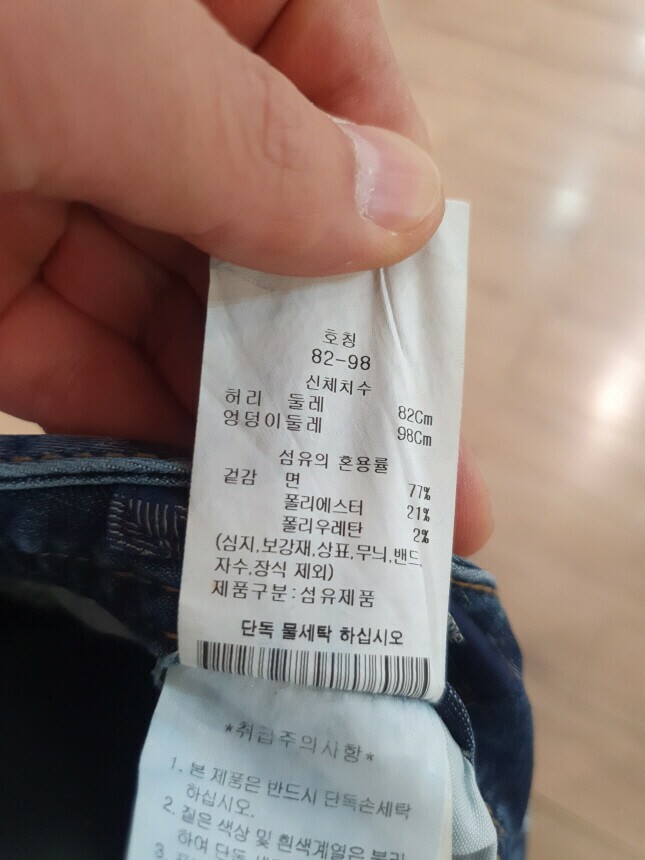 호칭
82-98
신체치수
허리 둘레 82Cm
엉덩이둘레 98Cm
섬유의 혼용률
겉감 면 77%
폴리에스터 21%
폴리우레탄 2%
(심지,보강재,상표,무늬,밴드,
자수,장식 제외)
제품구분:섬유제품
단독 물세탁 하십시오
*취급주의사항*
1. 본 제품은 반드시 단독손세탁
하십시오.
2. 짙은 색상 및 흰색계열은 분리
하여 단독
3.